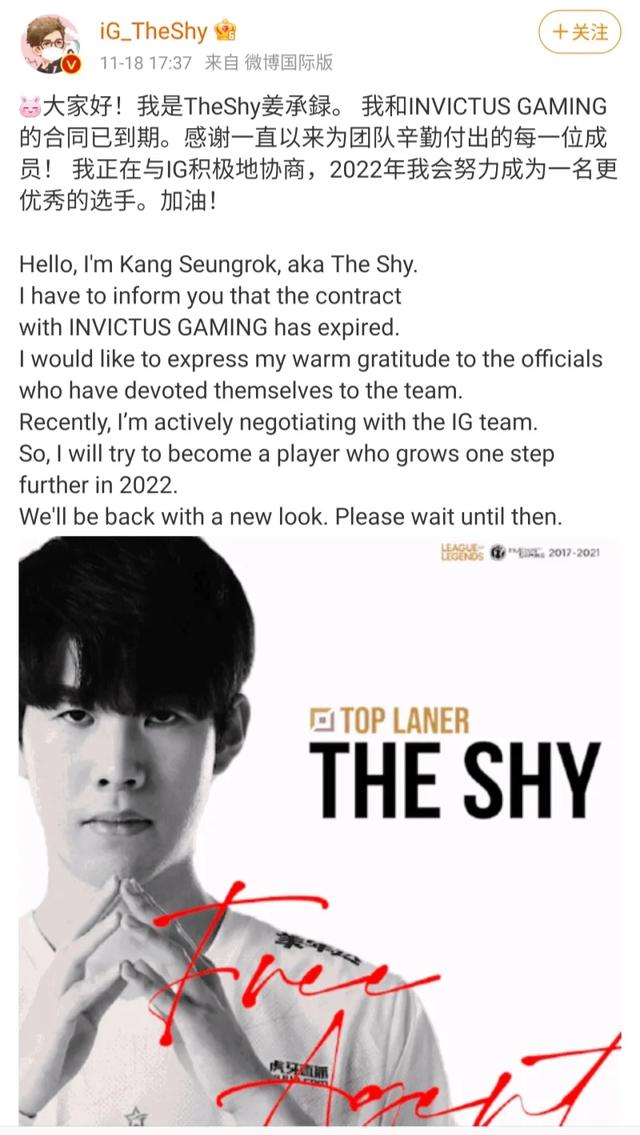 iG_TheShy
11-18 17:37 来自 微博国际版
+关注
大家好！我是TheShy姜承録。 我和INVICTUS GAMING
的合同已到期。感谢一直以来为团队辛勤付出的每一位成
员！ 我正在与IG积极地协商，2022年我会努力成为一名更
优秀的选手。加油！
Hello, I'm Kang Seungrok, aka The Shy.
I have to inform you that the contract
with INVICTUS GAMING has expired.
I would like to express my warm gratitude to the officials
who have devoted themselves to the team.
Recently, I’m actively negotiating with the IG team.
So, I will try to become a player who grows one step
further in 2022.
We'll be back with a new look. Please wait until then.
LEAGUE OF
LEGENDS
2017-2021
TOP LANER
THE SHY
Free
Agent
虎牙直播